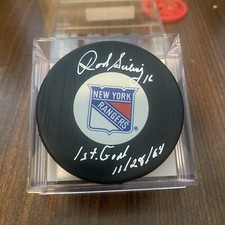 Rod Seiling 16
NEW YORK
RANGERS
1st. Goal
11/28/64